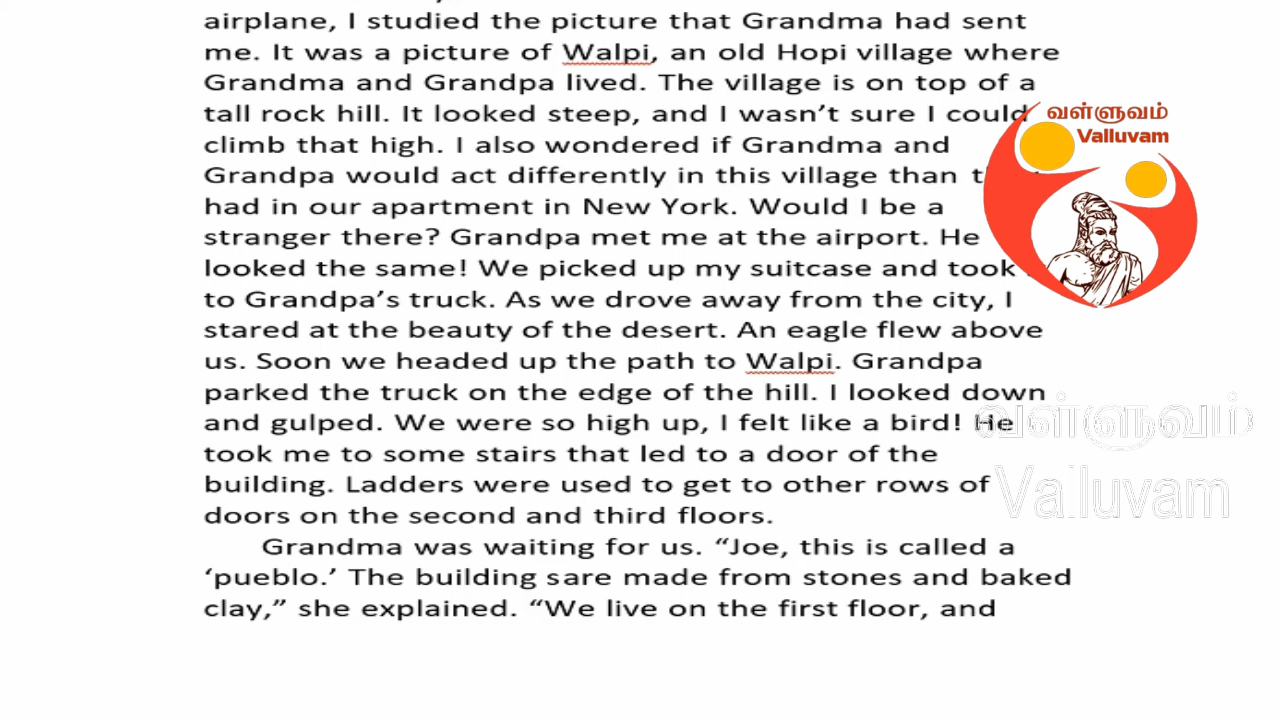 airplane, I studied the picture that Grandma had sent
me. It was a picture of Walpi, an old Hopi village where
Grandma and Grandpa lived. The village is on top of a
tall rock hill. It looked steep, and I wasn’t sure I could
climb that high. I also wondered if Grandma and
Grandpa would act differently in this village than
had in our apartment in New York. Would I be a
stranger there? Grandpa met me at the airport. He
looked the same! We picked up my suitcase and took
to Grandpa’s truck. As we drove away from the city, I
stared at the beauty of the desert. An eagle flew above
us. Soon we headed up the path to Walpi. Grandpa
parked the truck on the edge of the hill. I looked down
and gulped. We were so high up, I felt like a bird! He
took me to some stairs that led to a door of the
building. Ladders were used to get to other rows of
doors on the second and third floors.
Grandma was waiting for us. “Joe, this is called a
‘pueblo.’ The building sare made from stones and baked
clay,” she explained. “We live on the first floor, and
வள்ளுவம்
Valluvam
வள்ளுவம்
Valluvam